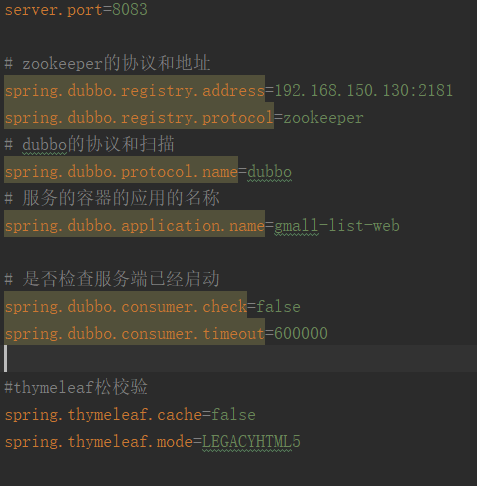 server.port=8083
# zookeeper的协议和地址
spring.dubbo.registry.address=192.168.150.130:2181
spring.dubbo.registry.protocol=zookeeper
# dubbo的协议和扫描
spring.dubbo.protocol.name=dubbo
# 服务的容器的应用的名称
spring.dubbo.application.name=gmall-list-web
# 是否检查服务端已经启动
spring.dubbo.consumer.check=false
spring.dubbo.consumer.timeout=600000
#thymeleaf松校验
spring.thymeleaf.cache=false
spring.thymeleaf.mode=LEGACYHTML5